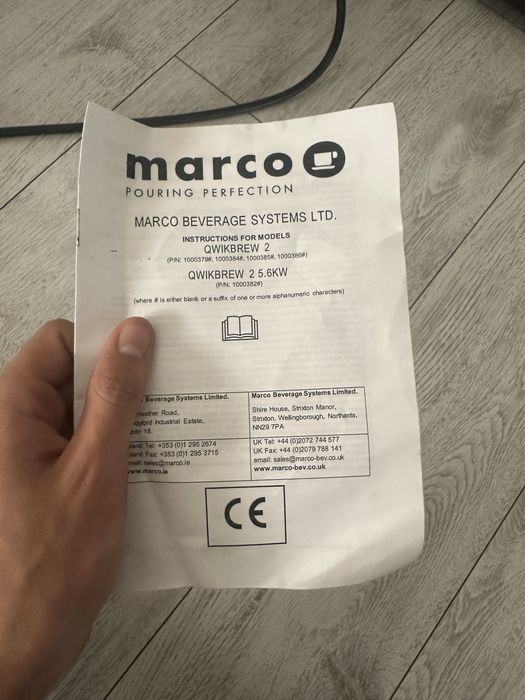 marco
POURING PERFECTION
MARCO BEVERAGE SYSTEMS LTD.
INSTRUCTIONS FOR MODELS
QWIKBREW 2
(P/N: 1000379#, 1000384#, 1000385#, 1000386#)
QWIKBREW 2 5.6KW
(P/N: 1000382#)
(where # is either blank or a suffix of one or more alphanumeric characters)
Beverage Systems Limited.
Road,
Industrial Estate,
18.
Tel: +353 (0)1 295 2674
Fax: +353 (0)1 295 3715
sales@marco.ie
www.marco.ie
Marco Beverage Systems Limited.
Shire House, Strixton Manor,
Strixton, Wellingborough, Northants,
NN29 7PA
UK Tel: +44 (0)2072 744 577
UK Fax: +44 (0)2079 788 141
email: sales@marco-bev.co.uk
www.marco-bev.co.uk
CE